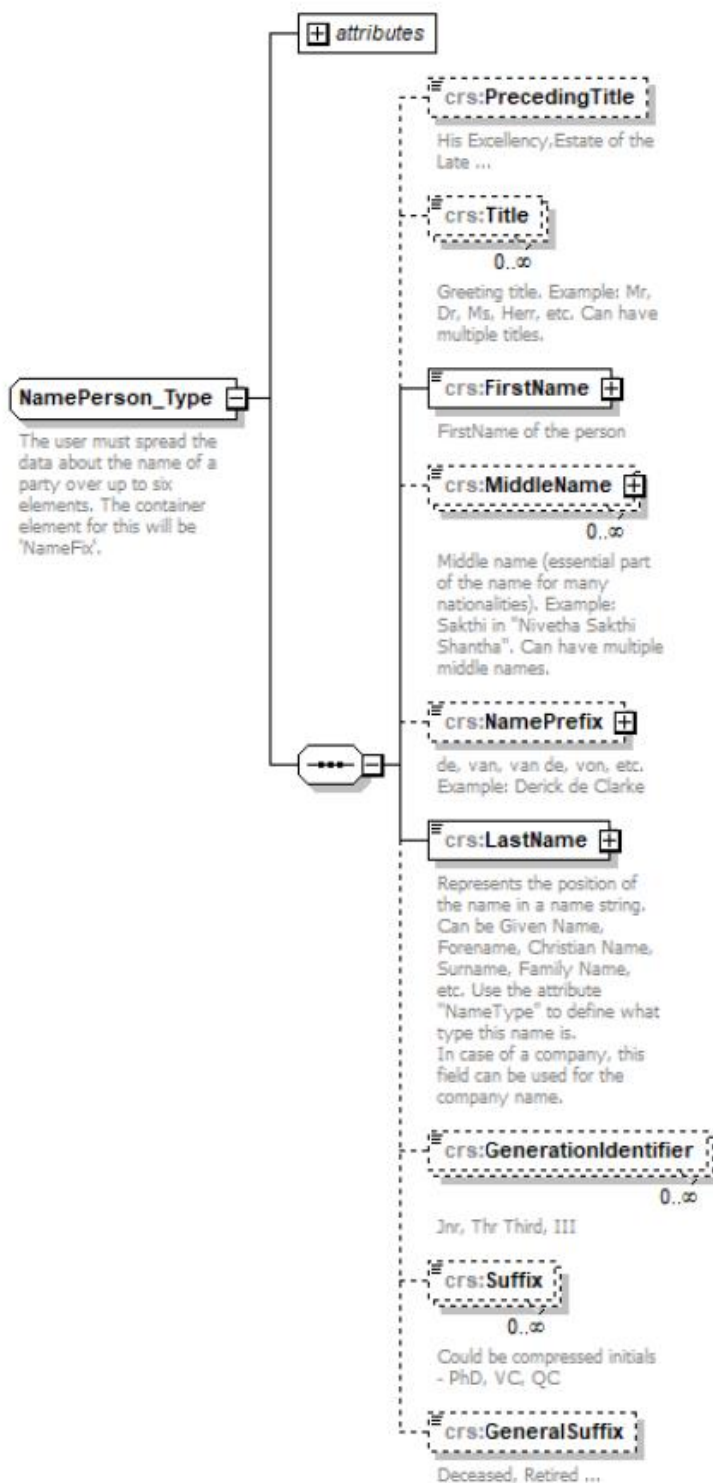 attributes
crs:PrecedingTitle
His Excellency,Estate of the
Late ...
crs:Title
0..∞
Greeting title. Example: Mr,
Dr, Ms, Herr, etc. Can have
multiple titles.
NamePerson_Type
The user must spread the
data about the name of a
party over up to six
elements. The container
element for this will be
'NameFix'.
crs:FirstName
FirstName of the person
crs:MiddleName
0..∞
Middle name (essential part
of the name for many
nationalities). Example:
Sakthi in "Nivetha Sakthi
Shantha". Can have multiple
middle names.
crs:NamePrefix
de, van, van de, von, etc.
Example: Derick de Clarke
crs:LastName
Represents the position of
the name in a name string.
Can be Given Name,
Forename, Christian Name,
Surname, Family Name,
etc. Use the attribute
"NameType" to define what
type this name is.
In case of a company, this
field can be used for the
company name.
crs:GenerationIdentifier
0..∞
Jnr, Thr Third, III
crs:Suffix
0..∞
Could be compressed initials
- PhD, VC, QC
crs:GeneralSuffix
Deceased, Retired ...